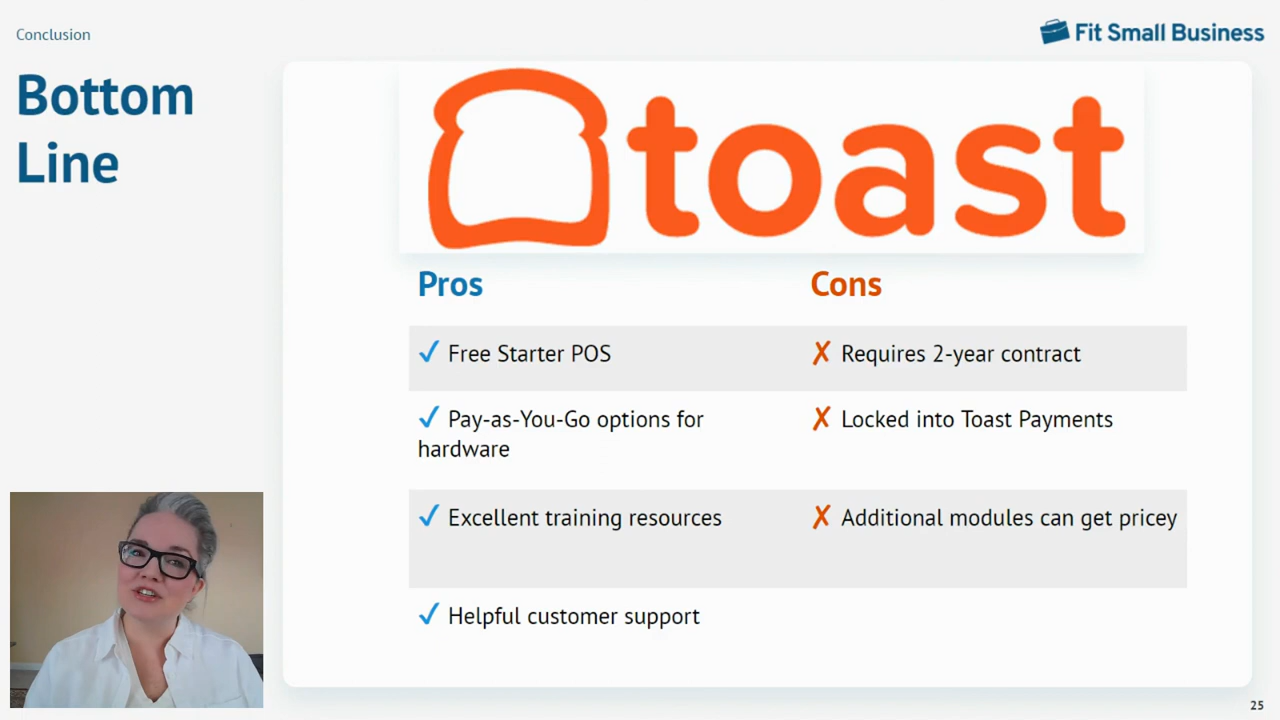 Conclusion
Fit Small Business
Bottom
Line
toast
Pros
Cons
✓ Free Starter POS
✗ Requires 2-year contract
✓ Pay-as-You-Go options for
hardware
✗ Locked into Toast Payments
✓ Excellent training resources
✗ Additional modules can get pricey
✓ Helpful customer support
25